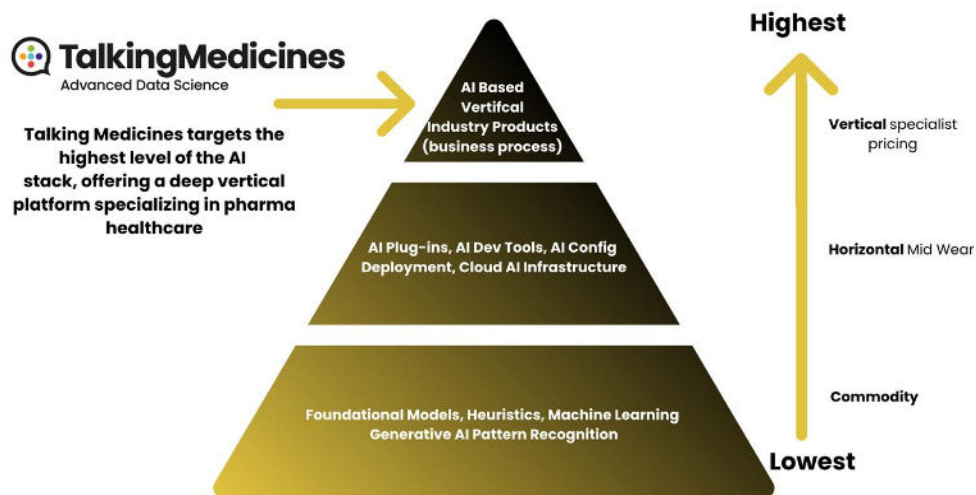 TalkingMedicines
Advanced Data Science
Talking Medicines targets the
highest level of the AI
stack, offering a deep vertical
platform specializing in pharma
healthcare
AI Based
Vertifcal
Industry Products
(business process)
AI Plug-ins, AI Dev Tools, AI Config
Deployment, Cloud AI Infrastructure
Foundational Models, Heuristics, Machine Learning
Generative AI Pattern Recognition
Highest
Vertical specialist
pricing
Horizontal Mid Wear
Commodity
Lowest